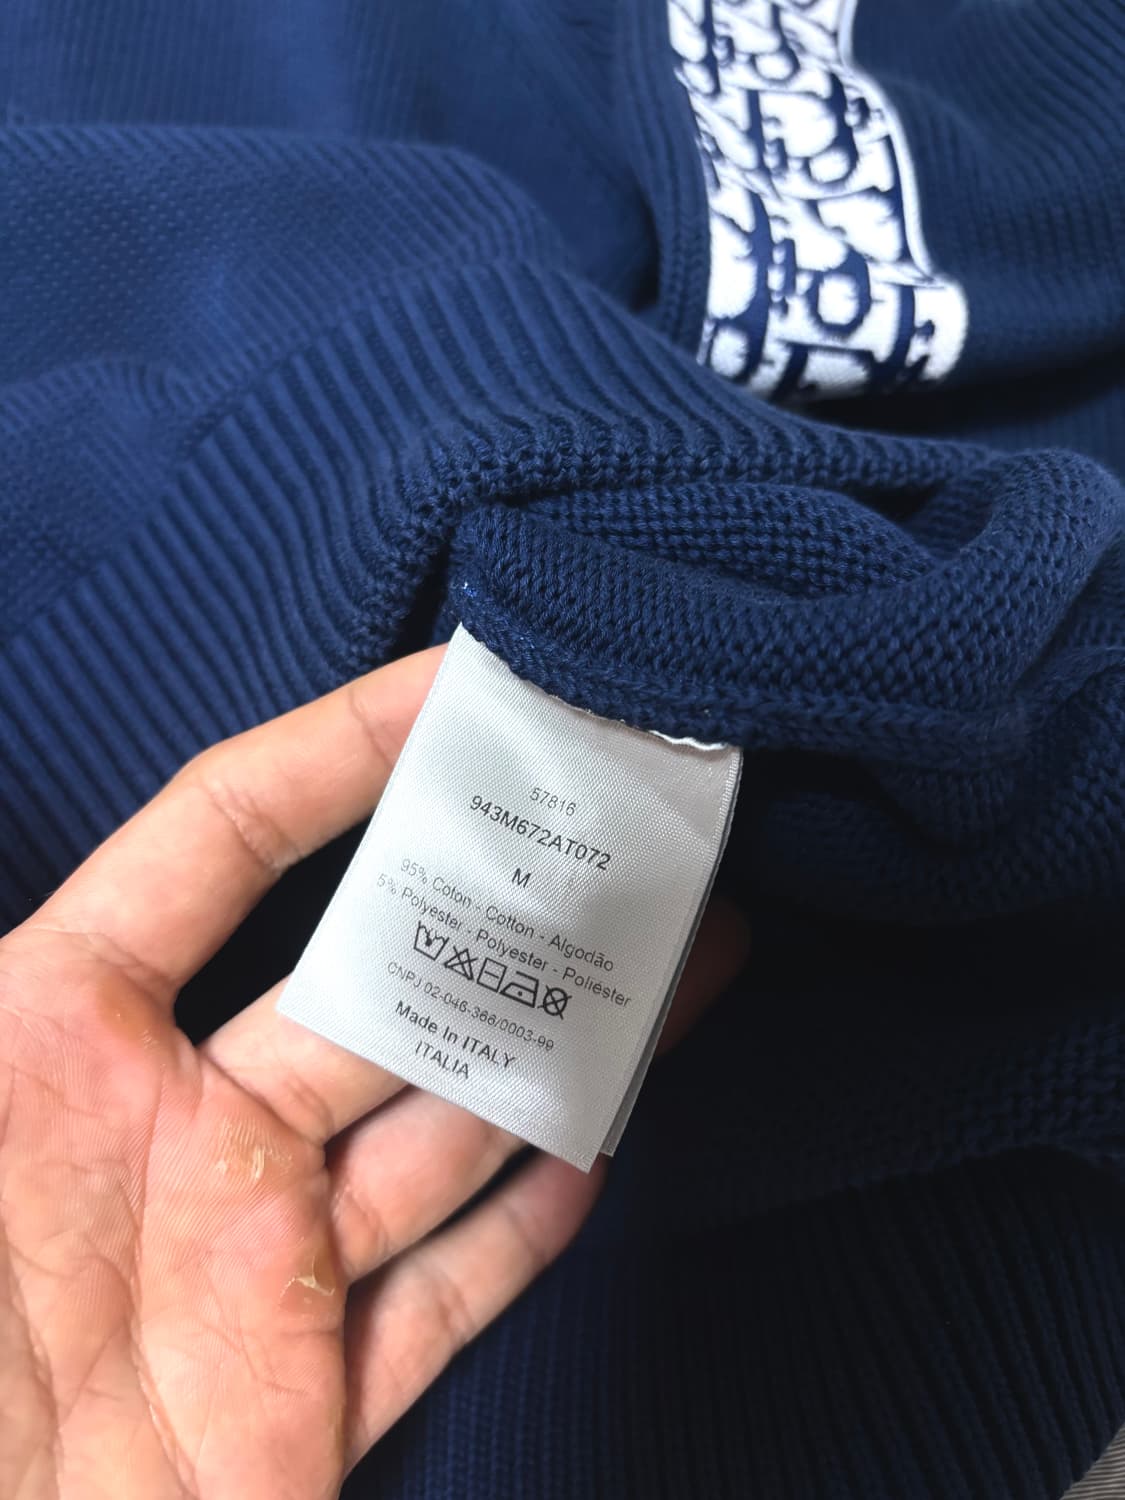 57816
943M672AT072
M
95% Coton - Cotton - Algodão
5% Polyester - Polyester - Poliéster
CNPJ 02-046-366/0003-99
Made In ITALY
ITALIA